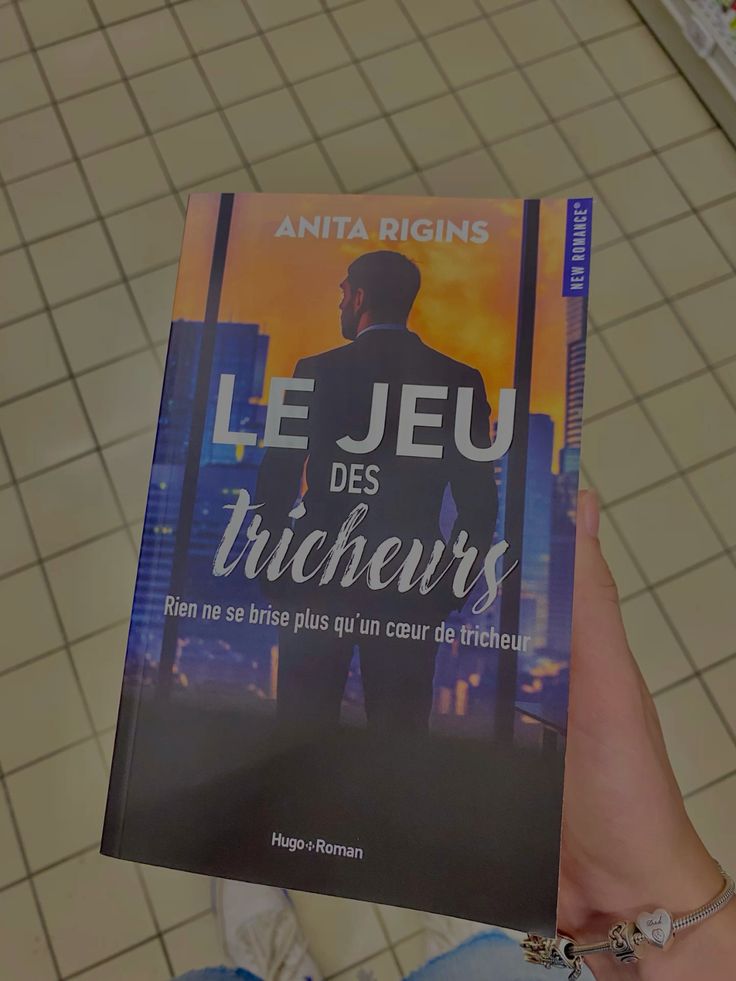 ANITA RIGINS
NEW ROMANCE®
LE JEU
DES
tricheurs
Rien ne se brise plus qu'un cœur de tricheur
Hugo+Roman